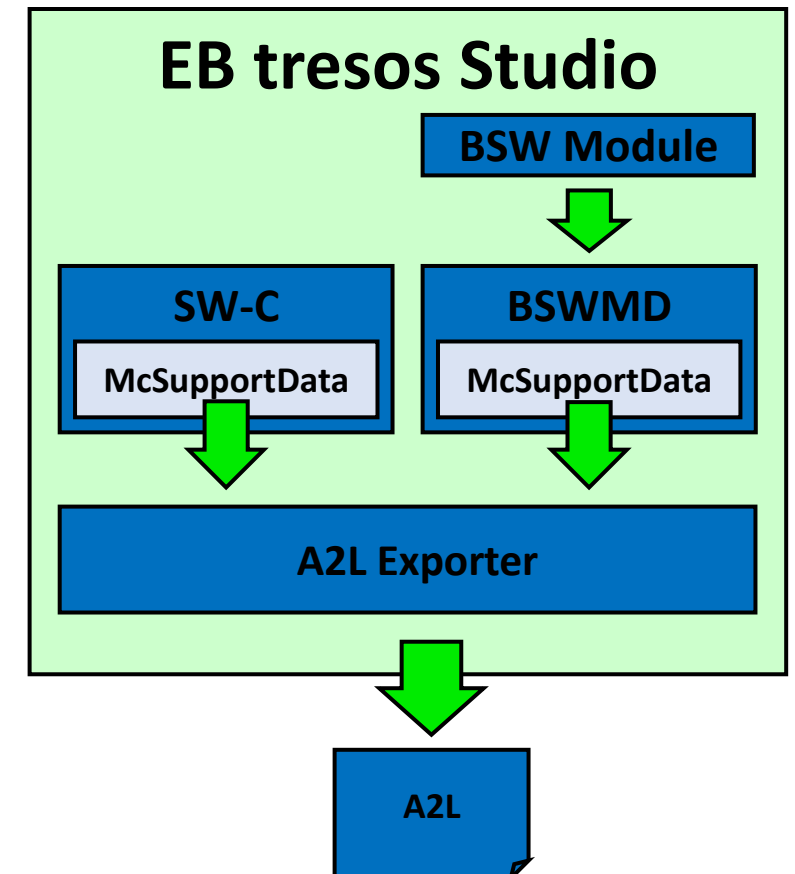 EB tresos Studio
BSW Module
SW-C
BSWMD
McSupportData
McSupportData
A2L Exporter
A2L